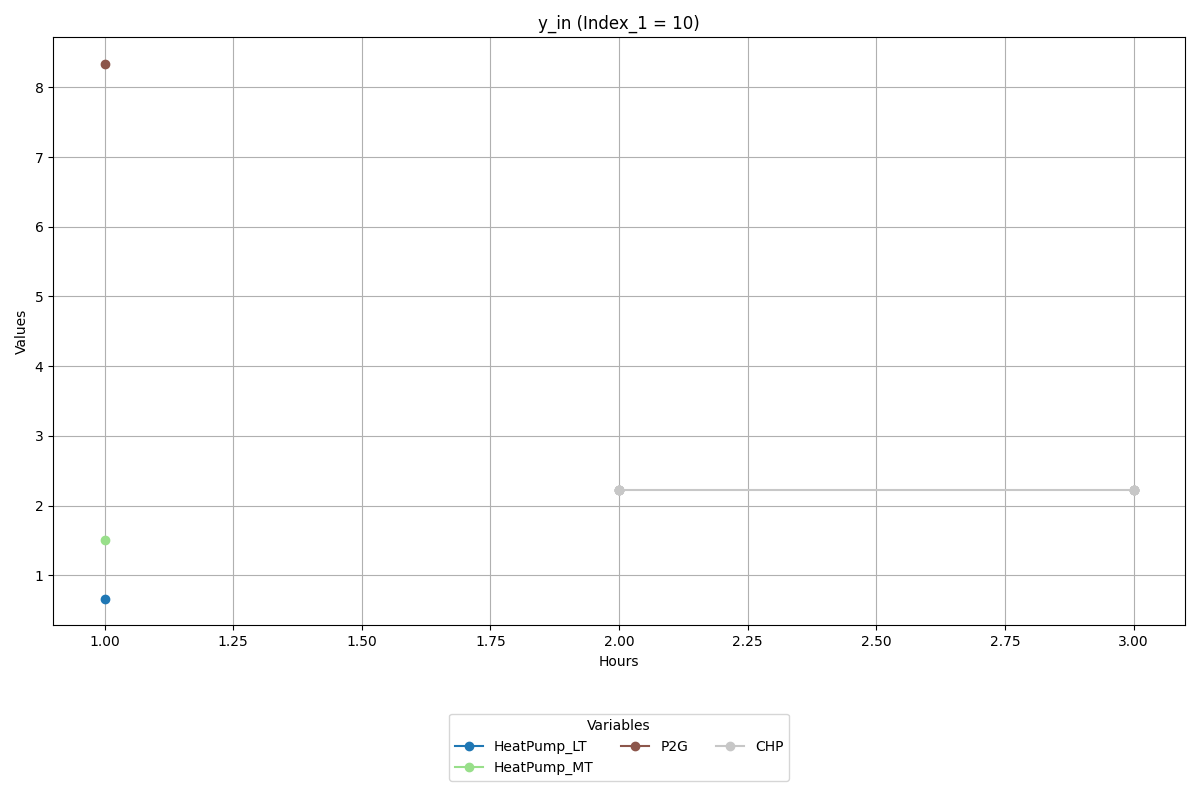 y_in (Index_1 = 10)
Values
8
7
6
5
4
3
2
1
1.00 1.25 1.50 1.75 2.00 2.25 2.50 2.75 3.00
Hours
Variables
HeatPump_LT P2G CHP
HeatPump_MT